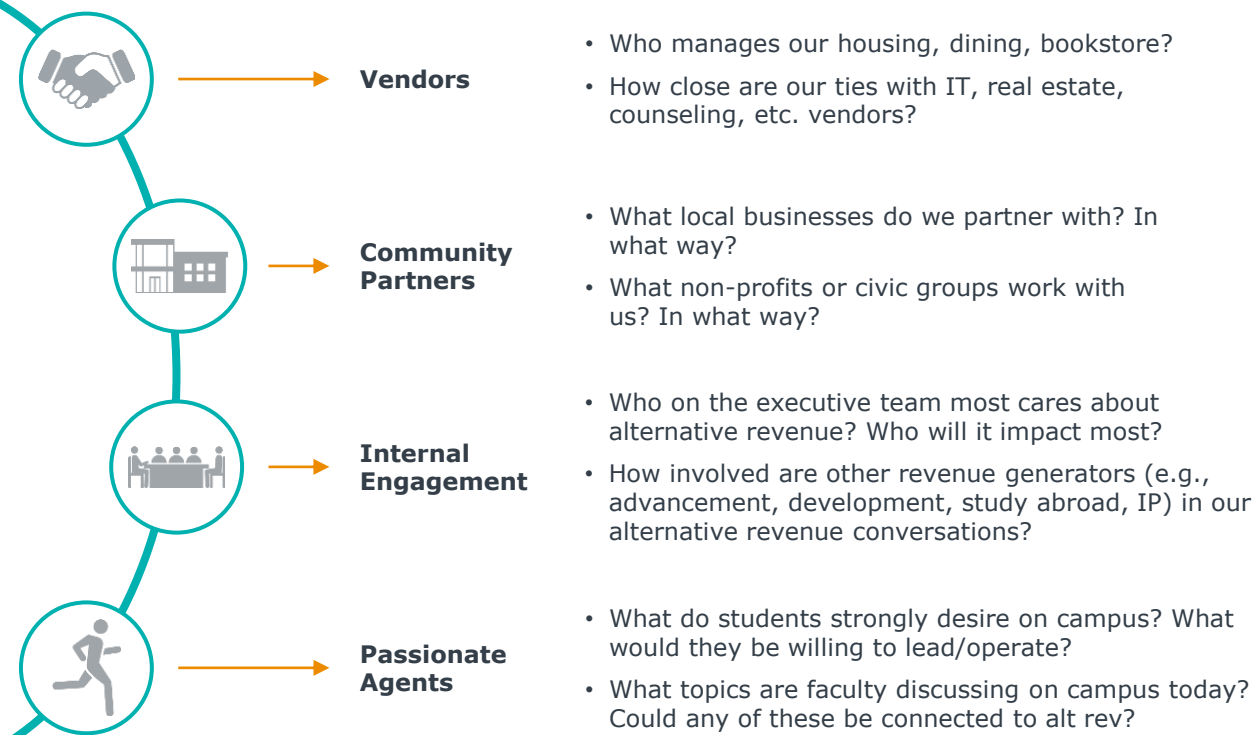 Vendors
• Who manages our housing, dining, bookstore?
• How close are our ties with IT, real estate,
counseling, etc. vendors?
Community
Partners
• What local businesses do we partner with? In
what way?
• What non-profits or civic groups work with
us? In what way?
Internal
Engagement
• Who on the executive team most cares about
alternative revenue? Who will it impact most?
• How involved are other revenue generators (e.g.,
advancement, development, study abroad, IP) in our
alternative revenue conversations?
Passionate
Agents
• What do students strongly desire on campus? What
would they be willing to lead/operate?
• What topics are faculty discussing on campus today?
Could any of these be connected to alt rev?